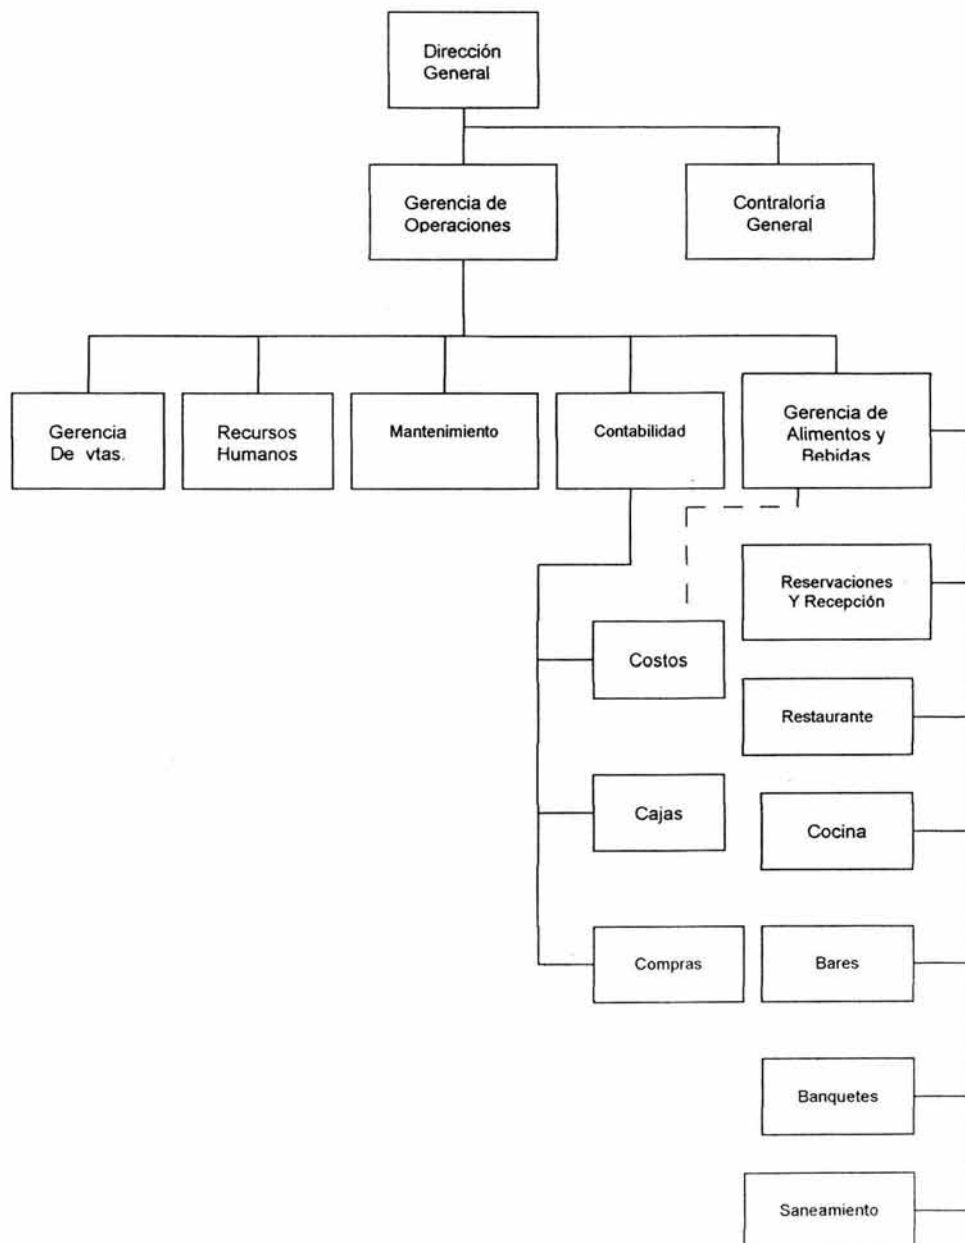 Dirección
General
Gerencia de
Operaciones
Contraloría
General
Gerencia
De vtas.
Recursos
Humanos
Mantenimiento
Contabilidad
Gerencia de
Alimentos y
Bebidas
Reservaciones
Y Recepción
Costos
Restaurante
Cajas
Cocina
Compras
Bares
Banquetes
Saneamiento